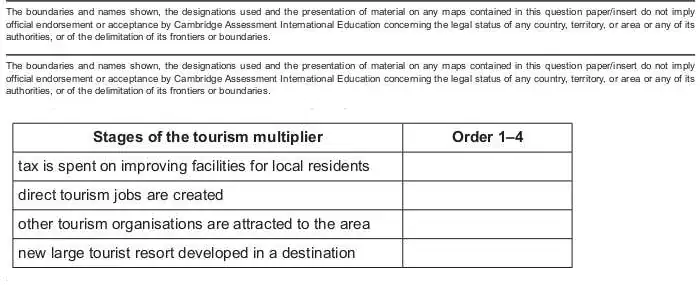 The boundaries and names shown, the designations used and the presentation of material on any maps contained in this question paper/insert do not imply
official endorsement or acceptance by Cambridge Assessment International Education concerning the legal status of any country, territory, or area or any of its
authorities, or of the delimitation of its frontiers or boundaries.
The boundaries and names shown, the designations used and the presentation of material on any maps contained in this question paper/insert do not imply
official endorsement or acceptance by Cambridge Assessment International Education concerning the legal status of any country, territory, or area or any of its
authorities, or of the delimitation of its frontiers or boundaries.
Stages of the tourism multiplier Order 1–4
tax is spent on improving facilities for local residents
direct tourism jobs are created
other tourism organisations are attracted to the area
new large tourist resort developed in a destination